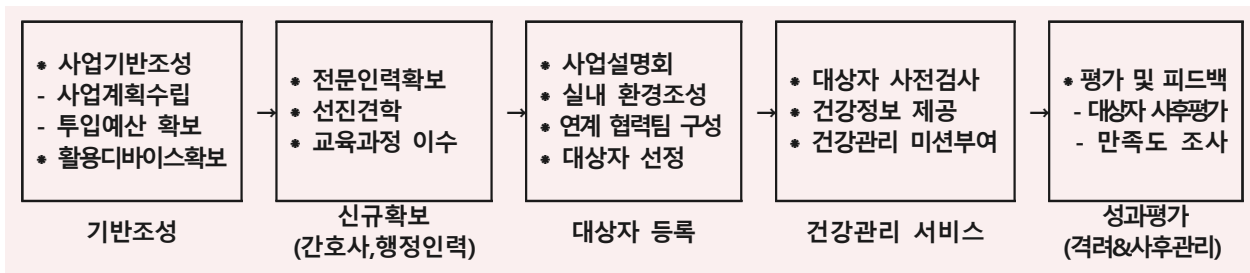 * 사업기반조성
- 사업계획수립
- 투입예산 확보
* 활용디바이스확보
기반조성
→
* 전문인력확보
* 선진견학
* 교육과정 이수
신규확보
(간호사,행정인력)
→
* 사업설명회
* 실내 환경조성
* 연계 협력팀 구성
* 대상자 선정
대상자 등록
→
* 대상자 사전검사
* 건강정보 제공
* 건강관리 미션부여
건강관리 서비스
→
* 평가 및 피드백
- 대상자 사후평가
- 만족도 조사
성과평가
(격려&사후관리)